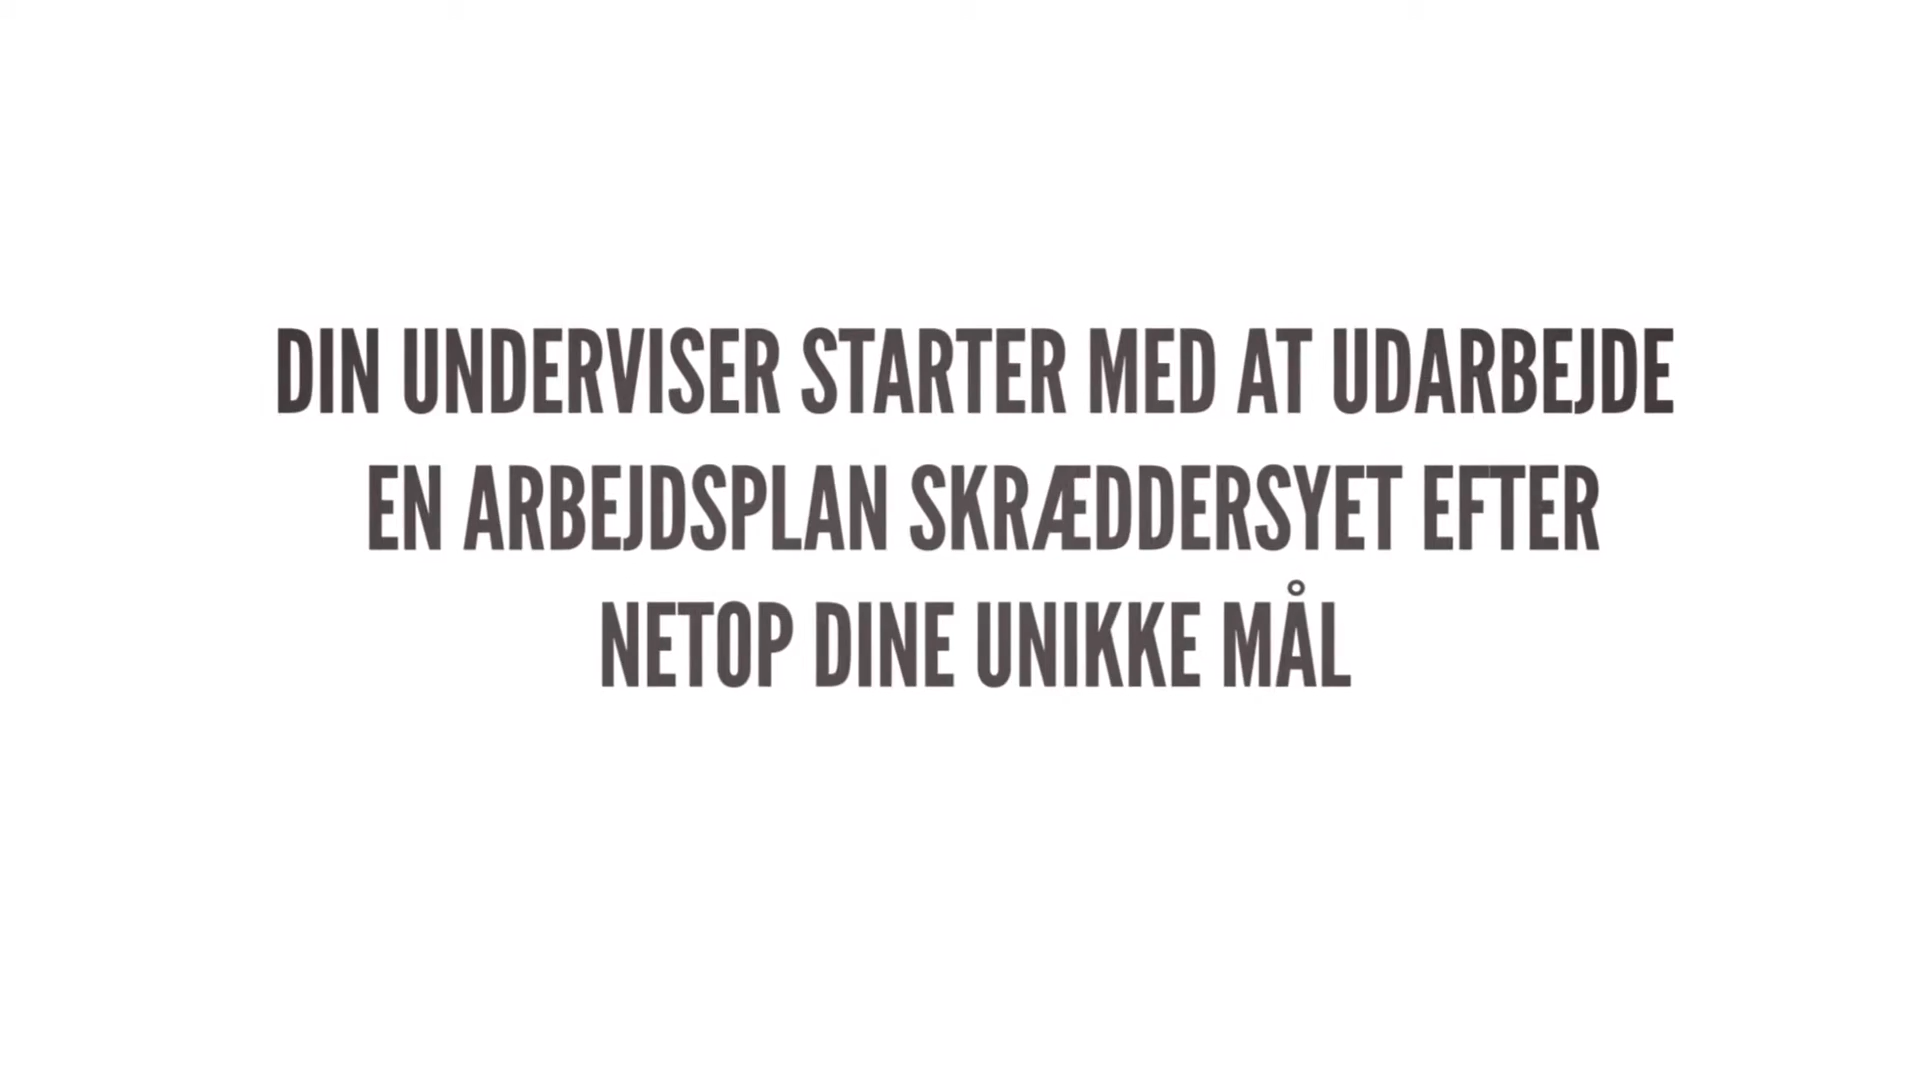 DIN UNDERVISER STARTER MED AT UDARBEJDE
EN ARBEJDSPLAN SKRÆDDERSYET EFTER
NETOP DINE UNIKKE MÅL